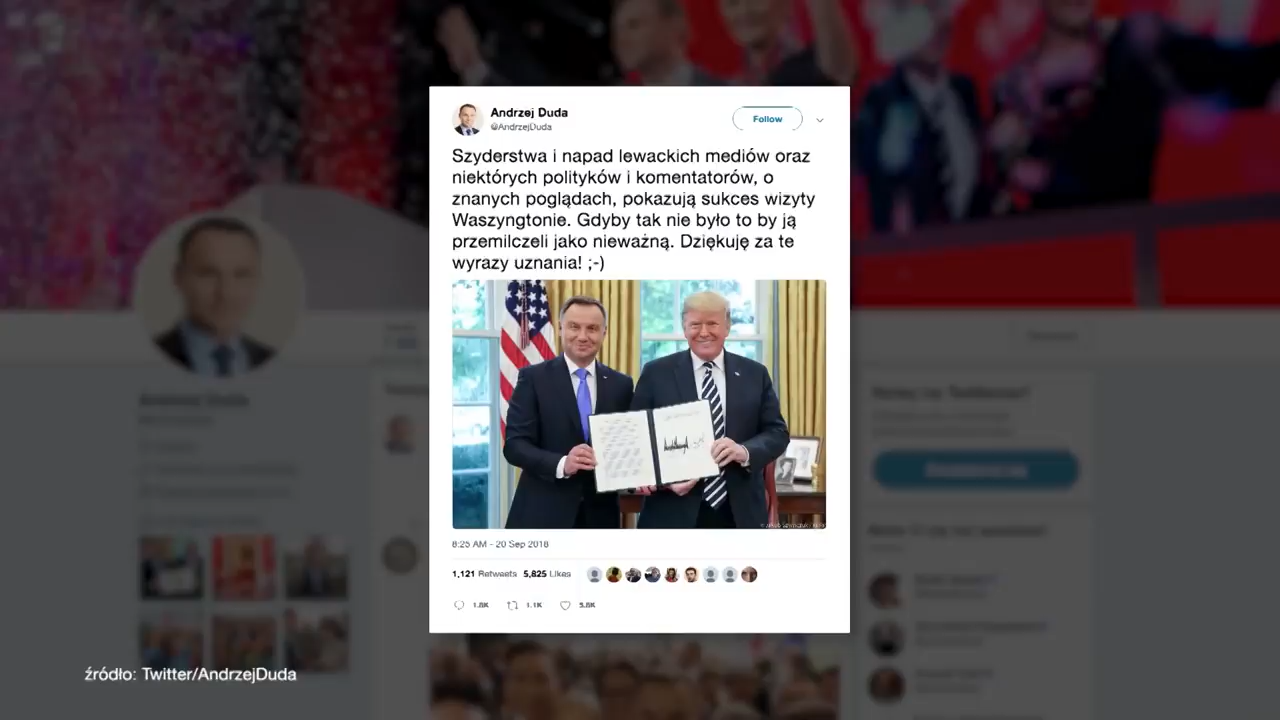 Andrzej Duda
@AndrzejDuda
Follow
Szyderstwa i napad lewackich mediów oraz
niektórych polityków i komentatorów, o
znanych poglądach, pokazują sukces wizyty
Waszyngtonie. Gdyby tak nie było to by ją
przemilczeli jako nieważną. Dziękuję za te
wyrazy uznania! ;-)
8:25 AM - 20 Sep 2018
1,121 Retweets 5,825 Likes
1.8K 1.1K 5.8K
źródło: Twitter/AndrzejDuda